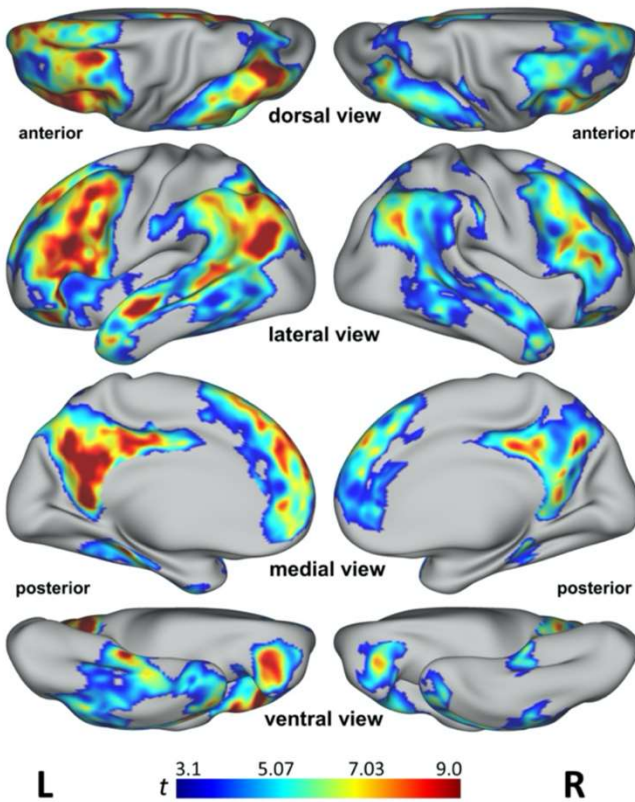 dorsal view
anterior
anterior
lateral view
medial view
posterior
posterior
ventral view
L
t 3.1 5.07 7.03 9.0
R